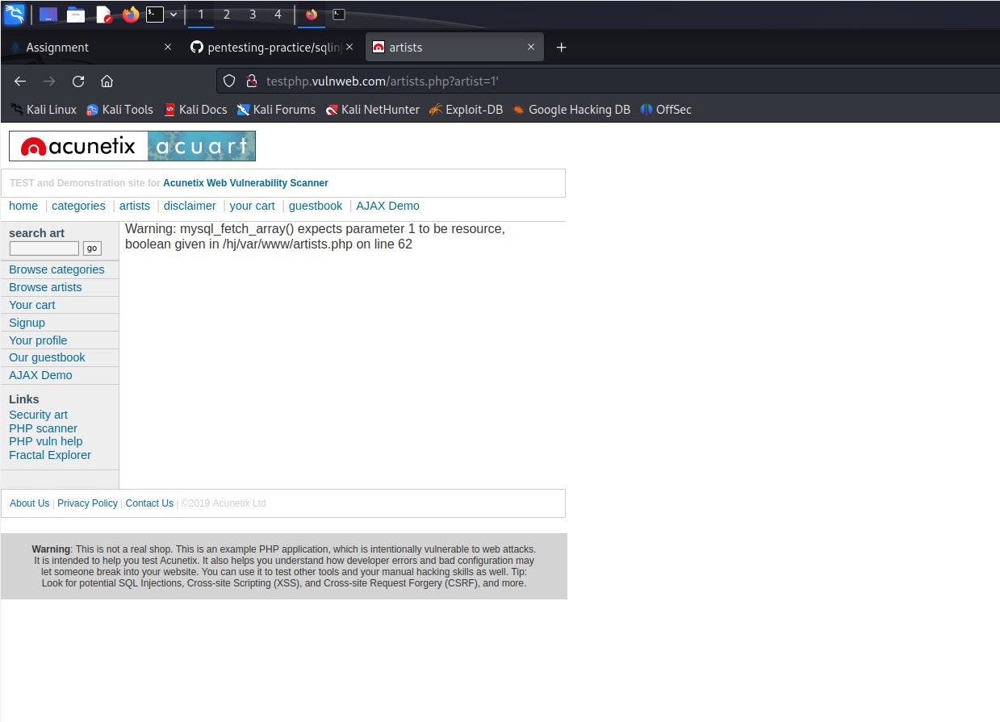 1 2 3 4
Assignment pentesting-practice/sqlinj artists
testphp.vulnweb.com/artists.php?artist=1'
Kali Linux Kali Tools Kali Docs Kali Forums Kali NetHunter Exploit-DB Google Hacking DB OffSec
acunetix acuart
TEST and Demonstration site for Acunetix Web Vulnerability Scanner
home | categories | artists | disclaimer | your cart | guestbook | AJAX Demo
search art
go
Browse categories
Browse artists
Your cart
Signup
Your profile
Our guestbook
AJAX Demo
Links
Security art
PHP scanner
PHP vuln help
Fractal Explorer
Warning: mysql_fetch_array() expects parameter 1 to be resource,
boolean given in /hj/var/www/artists.php on line 62
About Us | Privacy Policy | Contact Us | ©2019 Acunetix Ltd
Warning: This is not a real shop. This is an example PHP application, which is intentionally vulnerable to web attacks.
It is intended to help you test Acunetix. It also helps you understand how developer errors and bad configuration may
let someone break into your website. You can use it to test other tools and your manual hacking skills as well. Tip:
Look for potential SQL Injections, Cross-site Scripting (XSS), and Cross-site Request Forgery (CSRF), and more.